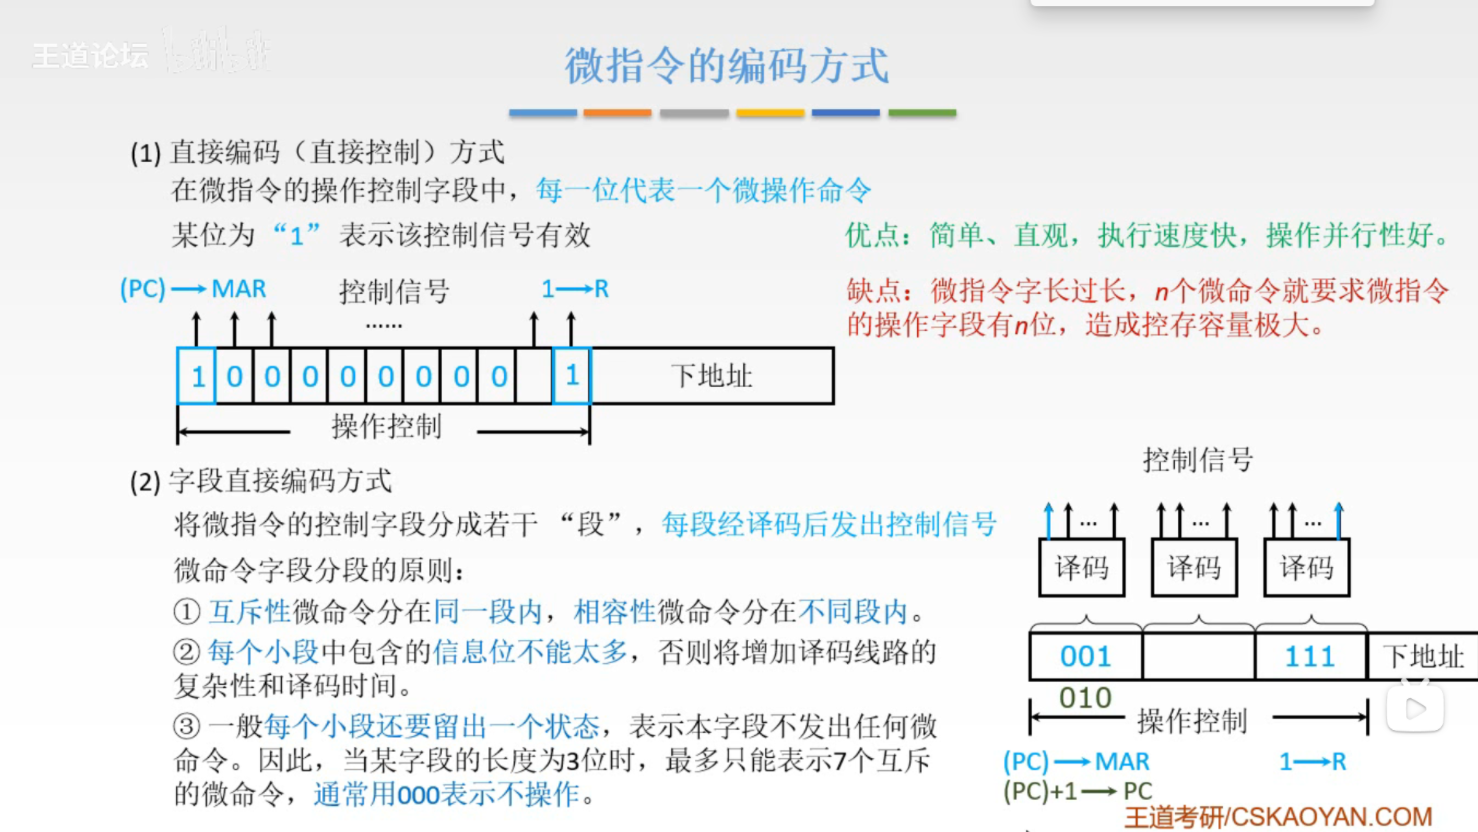 王道论坛
微指令的编码方式
(1) 直接编码（直接控制）方式
在微指令的操作控制字段中，每一位代表一个微操作命令
某位为 “1” 表示该控制信号有效
优点：简单、直观，执行速度快，操作并行性好。
缺点：微指令字长过长，n个微命令就要求微指令
的操作字段有n位，造成控存容量极大。
(PC) → MAR 控制信号 1→R
……
1 0 0 0 0 0 0 0 0 1 下地址
操作控制
(2) 字段直接编码方式
将微指令的控制字段分成若干 “段”，每段经译码后发出控制信号
微命令字段分段的原则：
① 互斥性微命令分在同一段内，相容性微命令分在不同段内。
② 每个小段中包含的信息位不能太多，否则将增加译码线路的
复杂性和译码时间。
③ 一般每个小段还要留出一个状态，表示本字段不发出任何微
命令。因此，当某字段的长度为3位时，最多只能表示7个互斥
的微命令，通常用000表示不操作。
控制信号
... ... ...
译码 译码 译码
001 111 下地址
010
操作控制
(PC) → MAR 1→R
(PC)+1 → PC
王道考研/CSKAOYAN.COM